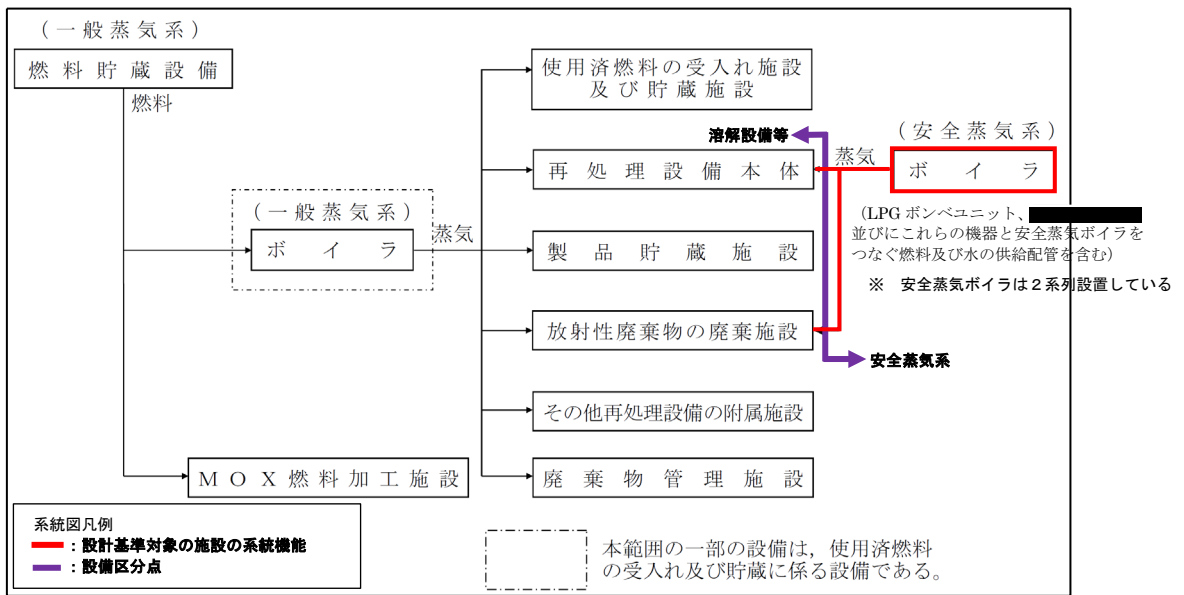 （一般蒸気系）
燃料貯蔵設備
燃料
（一般蒸気系）
ボイラ
蒸気
使用済燃料の受入れ施設
及び貯蔵施設
溶解設備等
再処理設備本体
蒸気
（安全蒸気系）
ボイラ
（LPG ボンベユニット、
並びにこれらの機器と安全蒸気ボイラを
つなぐ燃料及び水の供給配管を含む）
※　安全蒸気ボイラは２系列設置している
製品貯蔵施設
放射性廃棄物の廃棄施設
安全蒸気系
その他再処理設備の附属施設
ＭＯＸ燃料加工施設
廃棄物管理施設
系統図凡例
：設計基準対象の施設の系統機能
：設備区分点
本範囲の一部の設備は，使用済燃料
の受入れ及び貯蔵に係る設備である。